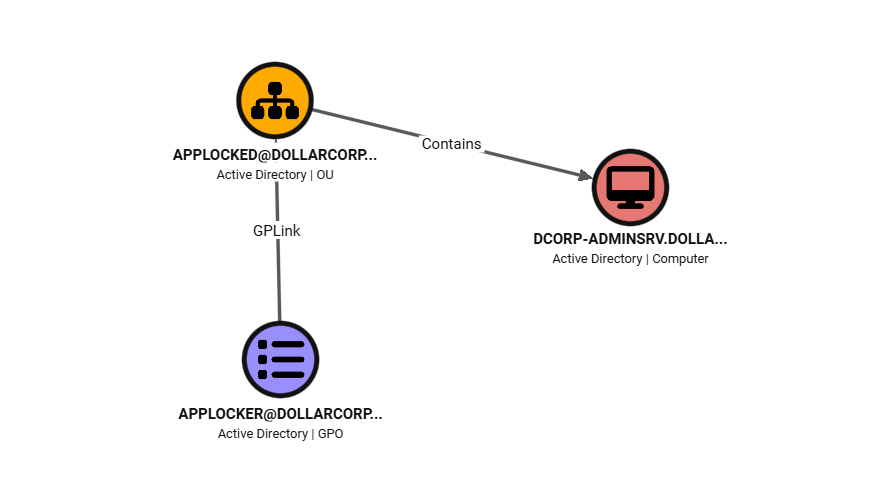 APPLOCKED@DOLLARCORP...
Active Directory | OU
Contains
GPLink
DCORP-ADMINSRV.DOLLA...
Active Directory | Computer
APPLOCKER@DOLLARCORP...
Active Directory | GPO